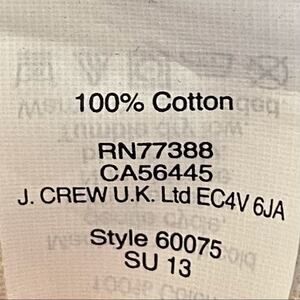 100% Cotton
RN77388
CA56445
J. CREW U.K. Ltd EC4V 6JA
Style 60075
SU 13